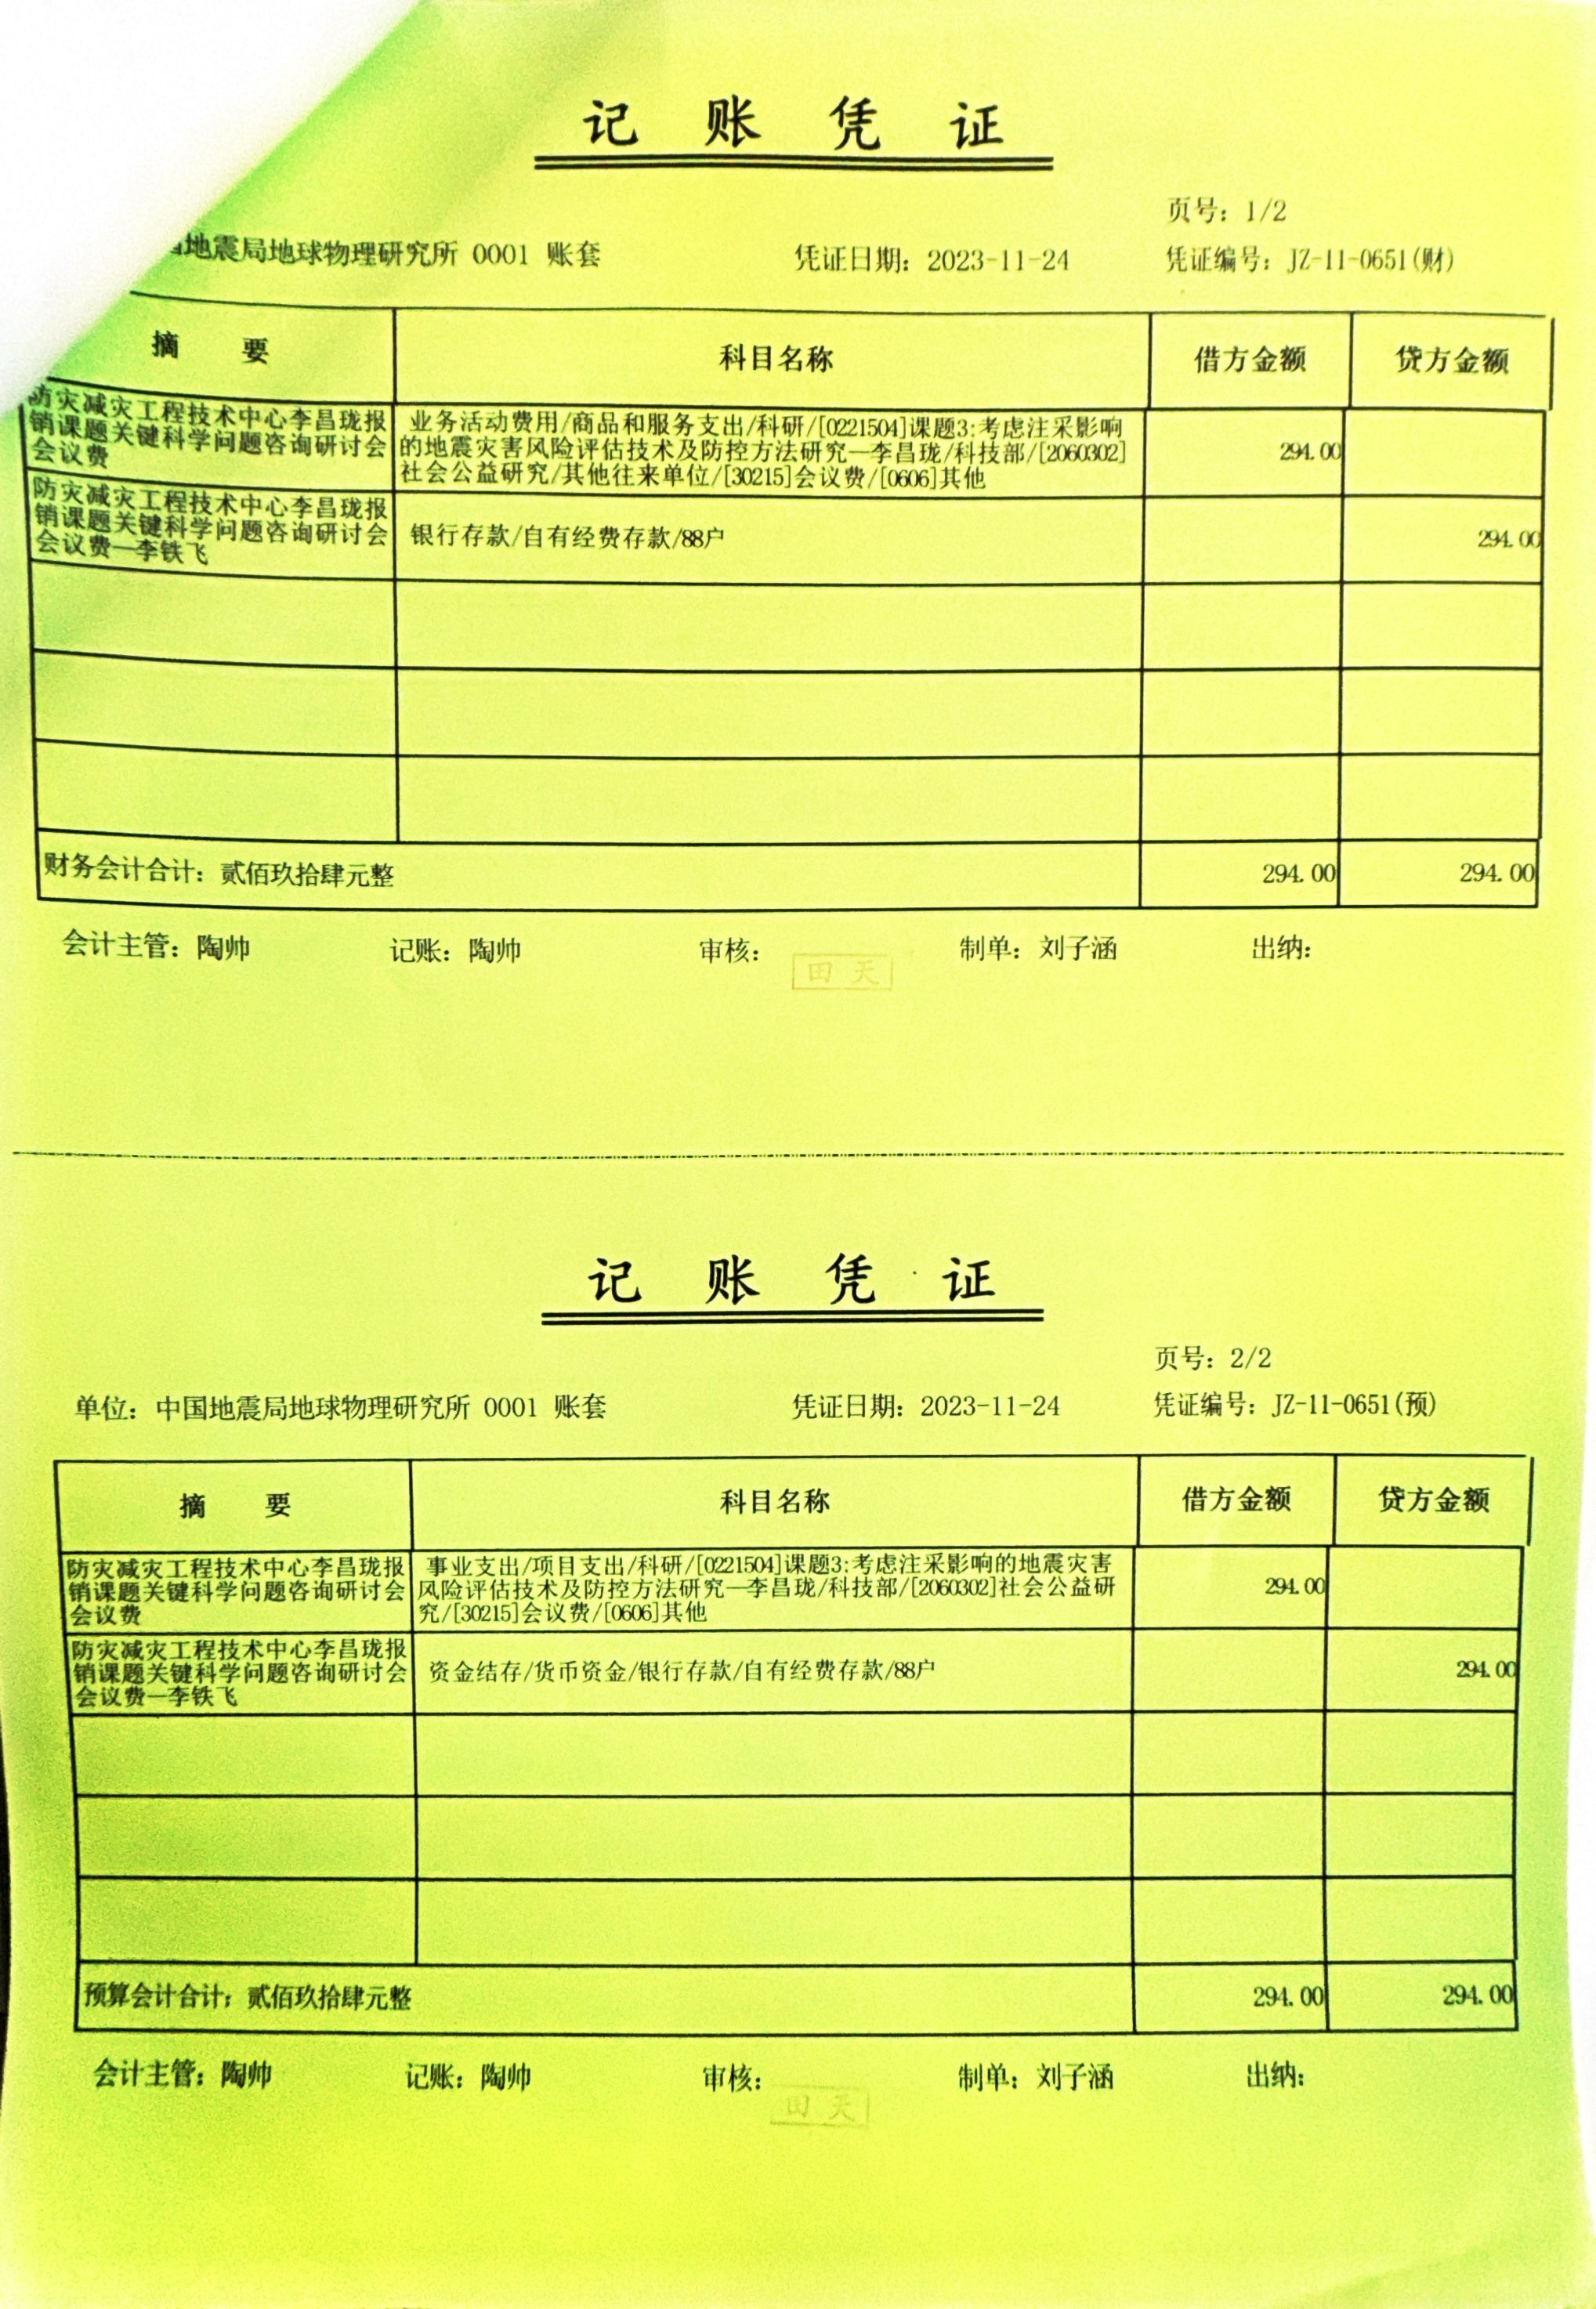 记 账 凭 证
页号：1/2
地震局地球物理研究所 0001 账套 凭证日期：2023-11-24 凭证编号：JZ-11-0651(财)
摘 要 科目名称 借方金额 贷方金额
防灾减灾工程技术中心李昌珑报
销课题关键科学问题咨询研讨会
会议费
业务活动费用/商品和服务支出/科研/[0221504]课题3:考虑注采影响
的地震灾害风险评估技术及防控方法研究—李昌珑/科技部/[2060302]
社会公益研究/其他往来单位/[30215]会议费/[0606]其他
294.00
防灾减灾工程技术中心李昌珑报
销课题关键科学问题咨询研讨会
会议费—李铁飞
银行存款/自有经费存款/88户
294.00
财务会计合计：贰佰玖拾肆元整 294.00 294.00
会计主管：陶帅 记账：陶帅 审核： 制单：刘子涵 出纳：
田 天
记 账 凭 证
页号：2/2
单位：中国地震局地球物理研究所 0001 账套 凭证日期：2023-11-24 凭证编号：JZ-11-0651(预)
摘 要 科目名称 借方金额 贷方金额
防灾减灾工程技术中心李昌珑报
销课题关键科学问题咨询研讨会
会议费
事业支出/项目支出/科研/[0221504]课题3:考虑注采影响的地震灾害
风险评估技术及防控方法研究—李昌珑/科技部/[2060302]社会公益研
究/[30215]会议费/[0606]其他
294.00
防灾减灾工程技术中心李昌珑报
销课题关键科学问题咨询研讨会
会议费—李铁飞
资金结存/货币资金/银行存款/自有经费存款/88户
294.00
预算会计合计：贰佰玖拾肆元整 294.00 294.00
会计主管：陶帅 记账：陶帅 审核： 制单：刘子涵 出纳：
田 天